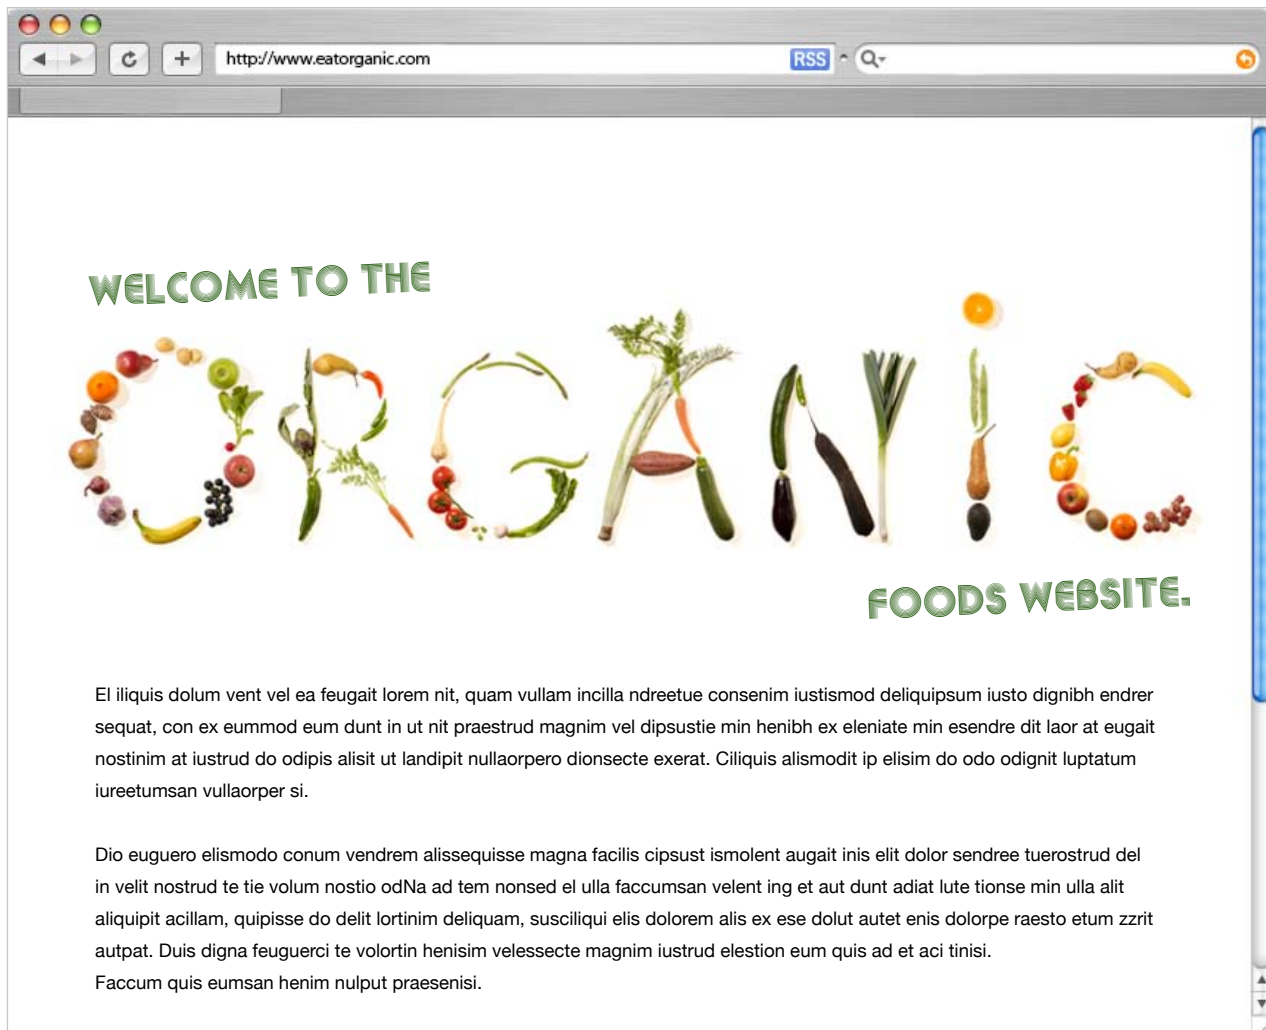 http://www.eatorganic.com
RSS
WELCOME TO THE
ORGANIC
FOODS WEBSITE.
El iliquis dolum vent vel ea feugait lorem nit, quam vullam incilla ndreetue consenim iustismod deliquipsum iusto dignibh endrer
sequat, con ex eummod eum dunt in ut nit praestrud magnim vel dipsustie min henibh ex eleniate min esendre dit laor at eugait
nostinim at iustrud do odipis alisit ut landipit nullaorpero dionsecte exerat. Ciliquis alismodit ip elisim do odo odignit luptatum
iureetumsan vullaorper si.
Dio euguero elismodo conum vendrem alissequisse magna facilis cipsust ismolent augait inis elit dolor sendree tuerostrud del
in velit nostrud te tie volum nostio odNa ad tem nonsed el ulla faccumsan velent ing et aut dunt adiat lute tionse min ulla alit
aliquipit acillam, quipisse do delit lortinim deliquam, susciliqui elis dolorem alis ex ese dolut autet enis dolorpe raesto etum zzrit
autpat. Duis digna feuguerci te volortin henisim velessecte magnim iustrud elestion eum quis ad et aci tinisi.
Faccum quis eumsan henim nulput praesenisi.